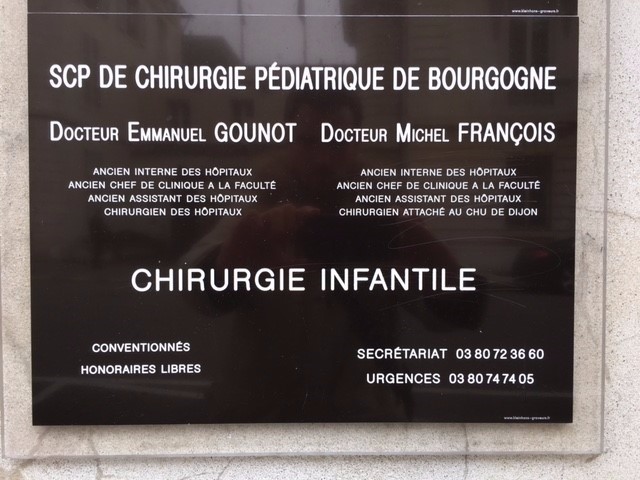 SCP DE CHIRURGIE PÉDIATRIQUE DE BOURGOGNE
DOCTEUR EMMANUEL GOUNOT
ANCIEN INTERNE DES HÔPITAUX
ANCIEN CHEF DE CLINIQUE A LA FACULTÉ
ANCIEN ASSISTANT DES HÔPITAUX
CHIRURGIEN DES HÔPITAUX
DOCTEUR MICHEL FRANÇOIS
ANCIEN INTERNE DES HÔPITAUX
ANCIEN CHEF DE CLINIQUE A LA FACULTÉ
ANCIEN ASSISTANT DES HÔPITAUX
CHIRURGIEN ATTACHÉ AU CHU DE DIJON
CHIRURGIE INFANTILE
CONVENTIONNÉS
HONORAIRES LIBRES
SECRÉTARIAT 03 80 72 36 60
URGENCES 03 80 74 74 05